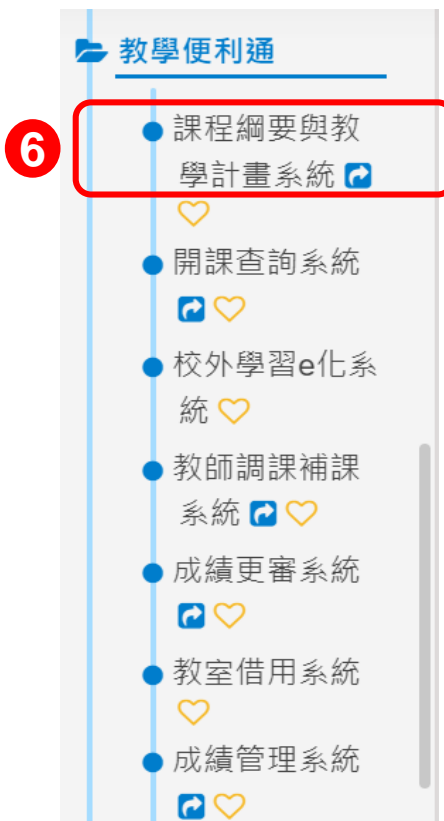 教學便利通
6
課程綱要與教
學計畫系統
開課查詢系統
校外學習e化系
統
教師調課補課
系統
成績更審系統
教室借用系統
成績管理系統